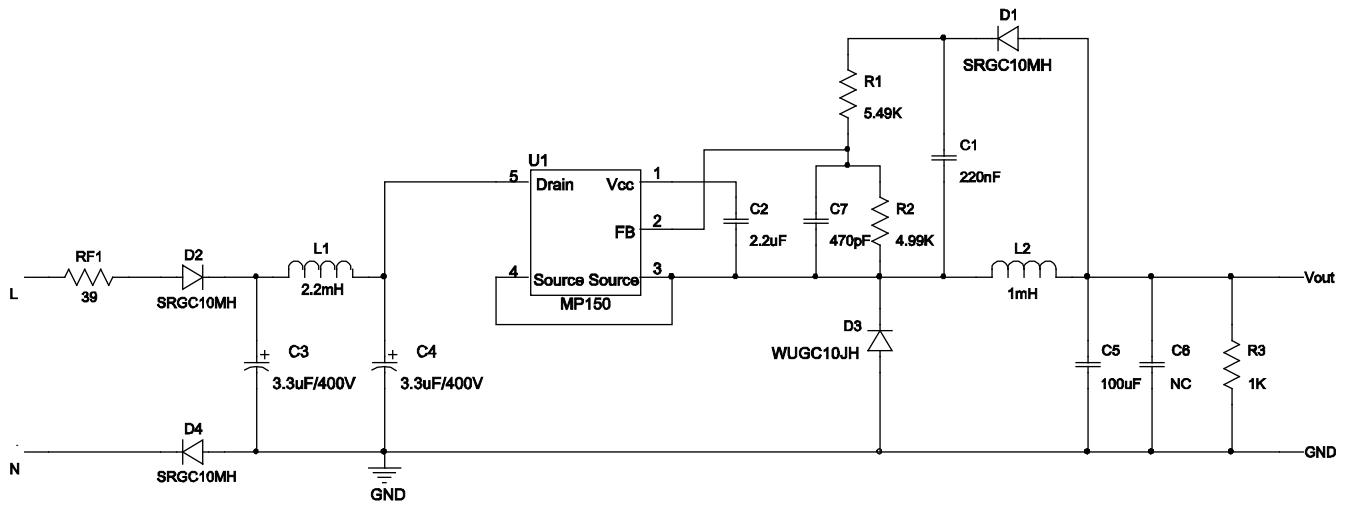 D1
SRGC10MH
R1
5.49K
C1
220nF
U1
5
Drain
Vcc
1
C2
2.2uF
2
FB
C7
470pF
R2
4.99K
RF1
39
D2
SRGC10MH
L1
2.2mH
4
Source Source
3
MP150
L2
1mH
Vout
L
D3
WUGC10JH
C3
3.3uF/400V
C4
3.3uF/400V
C5
100uF
C6
NC
R3
1K
D4
SRGC10MH
N
GND
GND